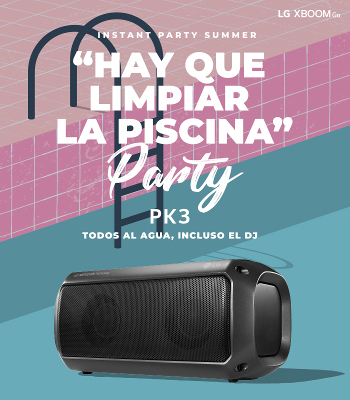 LG XBOOM Go
INSTANT PARTY SUMMER
“HAY QUE
LIMPIAR
LA PISCINA”
Party
PK3
TODOS AL AGUA, INCLUSO EL DJ